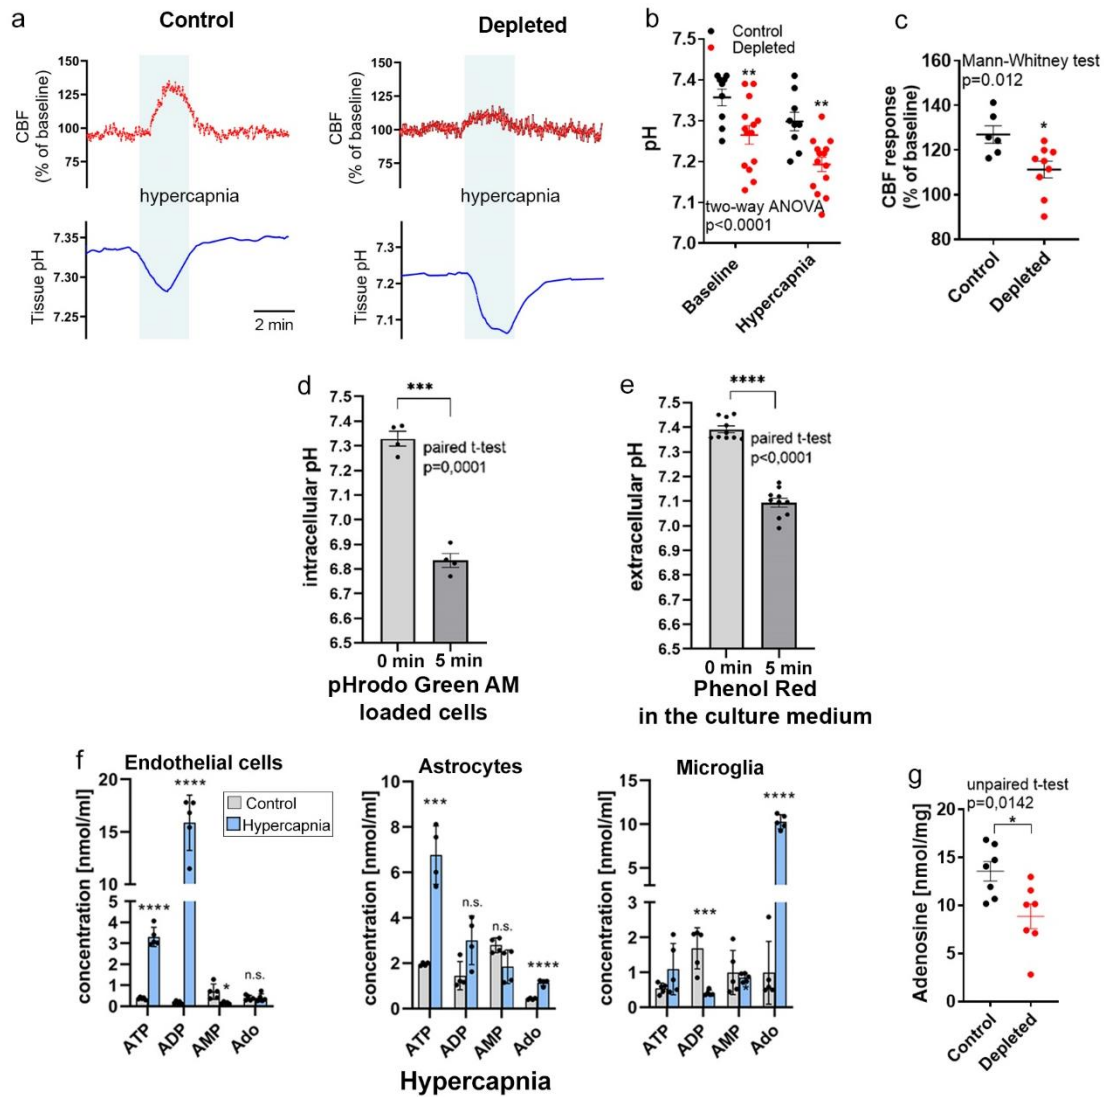 a
Control
Depleted
150
125
100
75
CBF
(% of baseline)
hypercapnia
7.35
7.30
7.25
Tissue pH
2 min
150
125
100
75
CBF
(% of baseline)
hypercapnia
7.3
7.2
7.1
Tissue pH
b
Control
Depleted
7.5
7.4
7.3
7.2
7.1
7.0
pH
**
**
two-way ANOVA
p<0.0001
Baseline
Hypercapnia
c
160
140
120
100
80
CBF response
(% of baseline)
Mann-Whitney test
p=0.012
*
Control
Depleted
d
***
7.5
7.4
7.3
7.2
7.1
7.0
6.9
6.8
6.7
6.6
6.5
intracellular pH
paired t-test
p=0,0001
0 min
5 min
pHrodo Green AM
loaded cells
e
****
7.5
7.4
7.3
7.2
7.1
7.0
6.9
6.8
6.7
6.6
6.5
extracellular pH
paired t-test
p<0,0001
0 min
5 min
Phenol Red
in the culture medium
f
Endothelial cells
20
15
10
5
4
3
2
1
0
concentration [nmol/ml]
Control
Hypercapnia
****
****
*
n.s.
ATP
ADP
AMP
Ado
Astrocytes
10
8
6
4
2
0
concentration [nmol/ml]
***
n.s.
n.s.
****
ATP
ADP
AMP
Ado
Microglia
15
10
5
3
2
1
0
concentration [nmol/ml]
***
*
****
ATP
ADP
AMP
Ado
Hypercapnia
g
unpaired t-test
p=0,0142
*
20
15
10
5
0
Adenosine [nmol/mg]
Control
Depleted